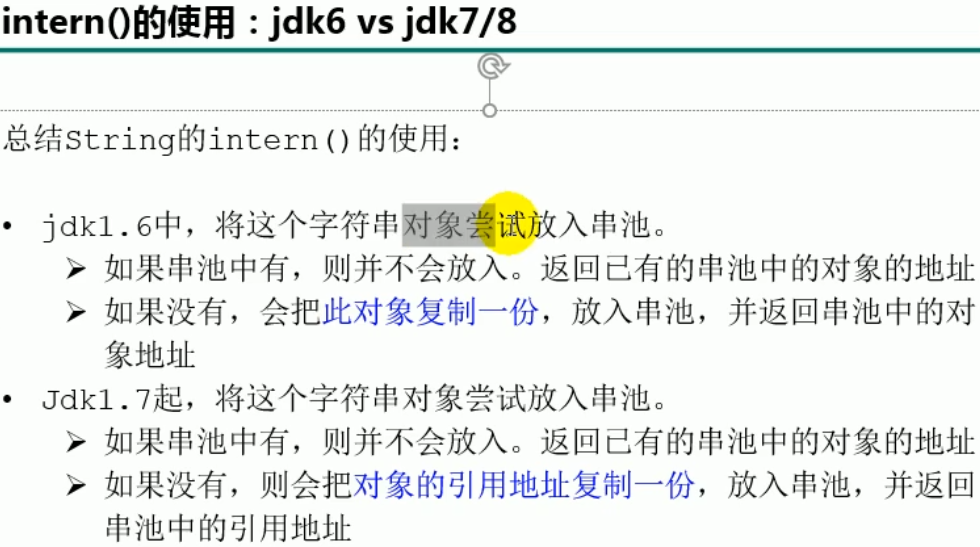 intern()的使用：jdk6 vs jdk7/8
总结String的intern()的使用：
• jdk1.6中，将这个字符串对象尝试放入串池。
➢ 如果串池中有，则并不会放入。返回已有的串池中的对象的地址
➢ 如果没有，会把此对象复制一份，放入串池，并返回串池中的对
象地址
• Jdk1.7起，将这个字符串对象尝试放入串池。
➢ 如果串池中有，则并不会放入。返回已有的串池中的对象的地址
➢ 如果没有，则会把对象的引用地址复制一份，放入串池，并返回
串池中的引用地址